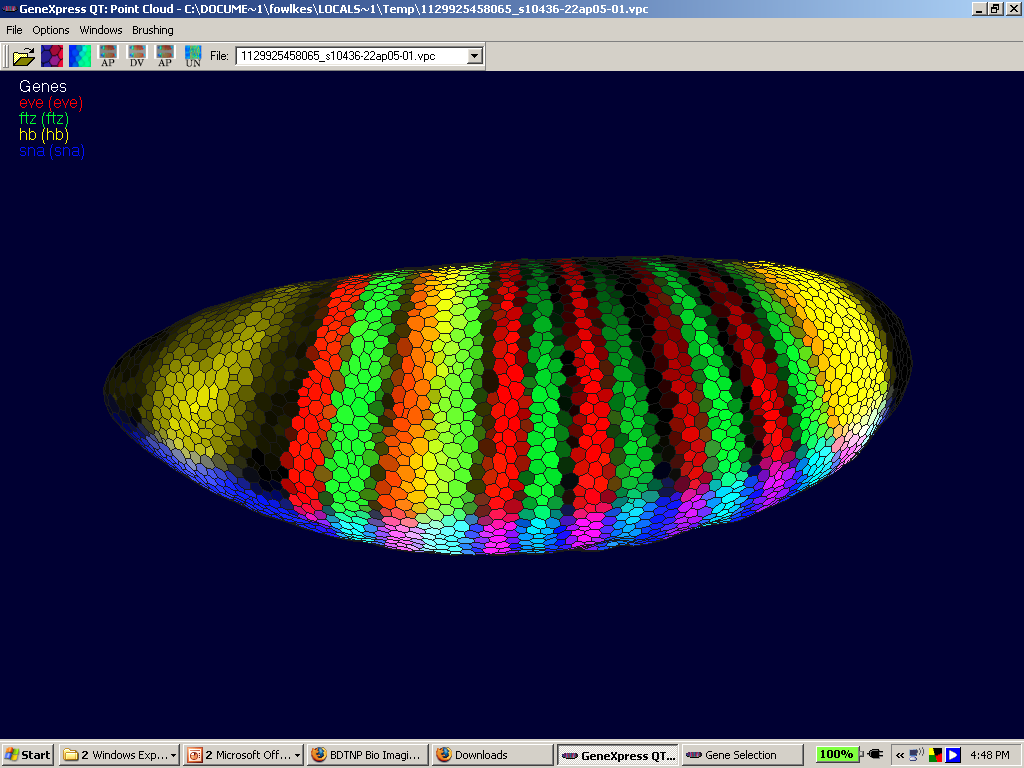 GeneXpress QT: Point Cloud - C:\DOCUME~1\fowlkes\LOCALS~1\Temp\1129925458065_s10436-22ap05-01.vpc
File Options Windows Brushing
AP DV AP UN File: 1129925458065_s10436-22ap05-01.vpc
Genes
eve (eve)
ftz (ftz)
hb (hb)
sna (sna)
Start 2 Windows Exp... 2 Microsoft Off... BDTNP Bio Imagi... Downloads GeneXpress QT... Gene Selection 100% « 4:48 PM